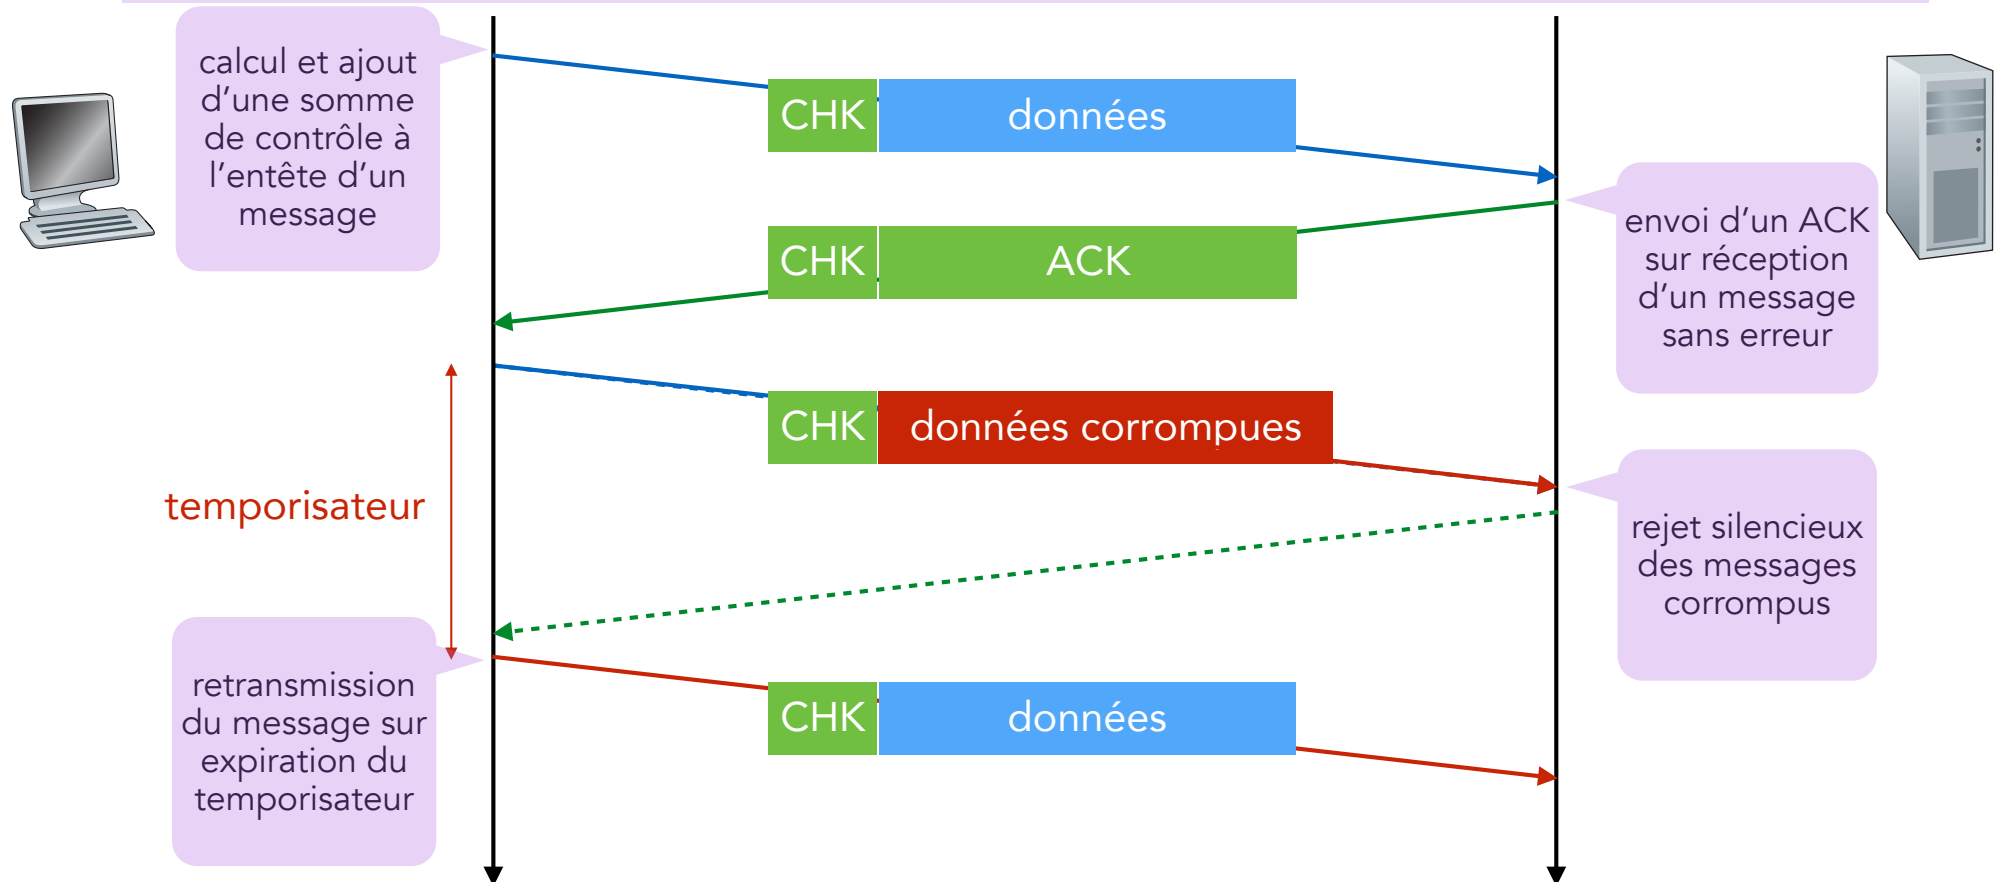 calcul et ajout
d’une somme
de contrôle à
l’entête d’un
message
CHK données
envoi d’un ACK
sur réception
d’un message
sans erreur
CHK ACK
CHK données corrompues
temporisateur
rejet silencieux
des messages
corrompus
retransmission
du message sur
expiration du
temporisateur
CHK données